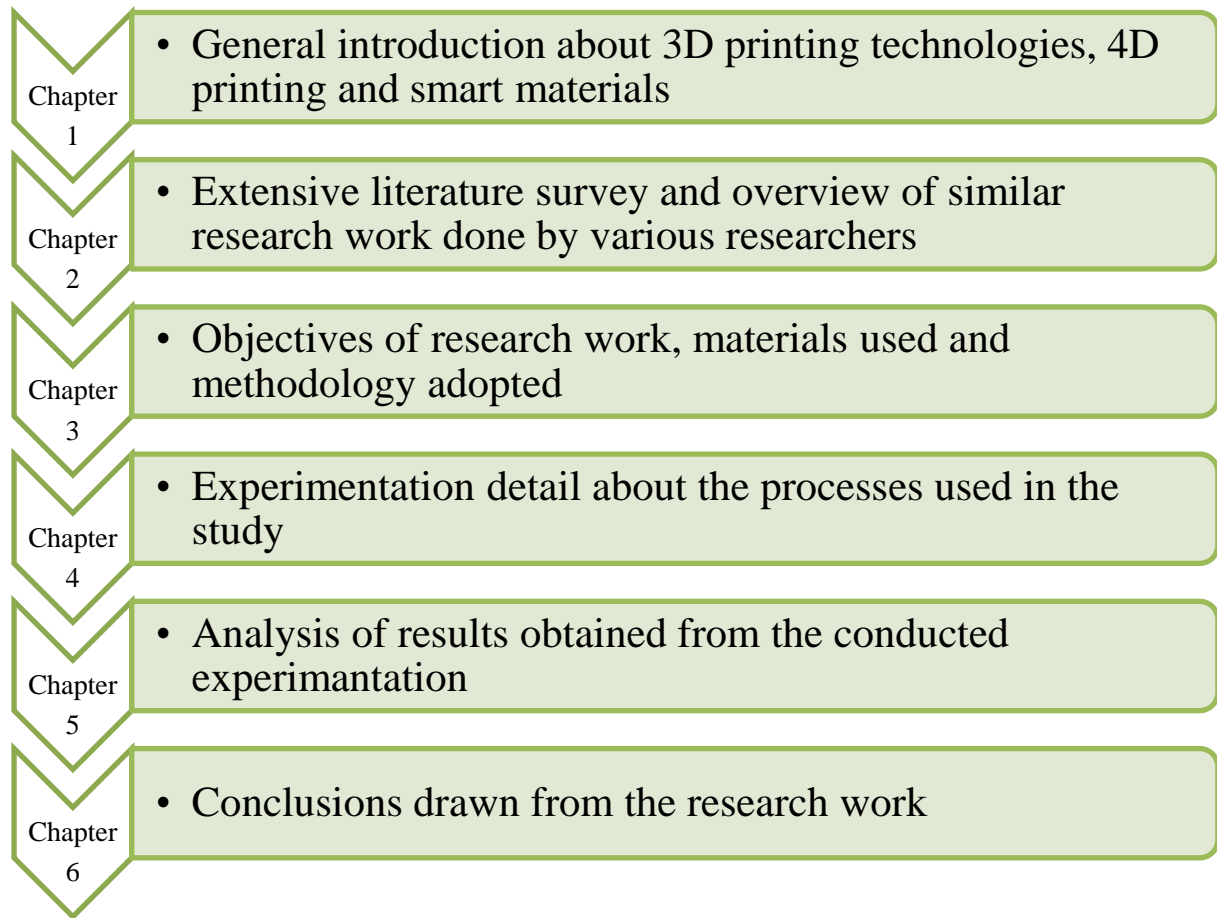 Chapter
1
• General introduction about 3D printing technologies, 4D
printing and smart materials
Chapter
2
• Extensive literature survey and overview of similar
research work done by various researchers
Chapter
3
• Objectives of research work, materials used and
methodology adopted
Chapter
4
• Experimentation detail about the processes used in the
study
Chapter
5
• Analysis of results obtained from the conducted
experimantation
Chapter
6
• Conclusions drawn from the research work